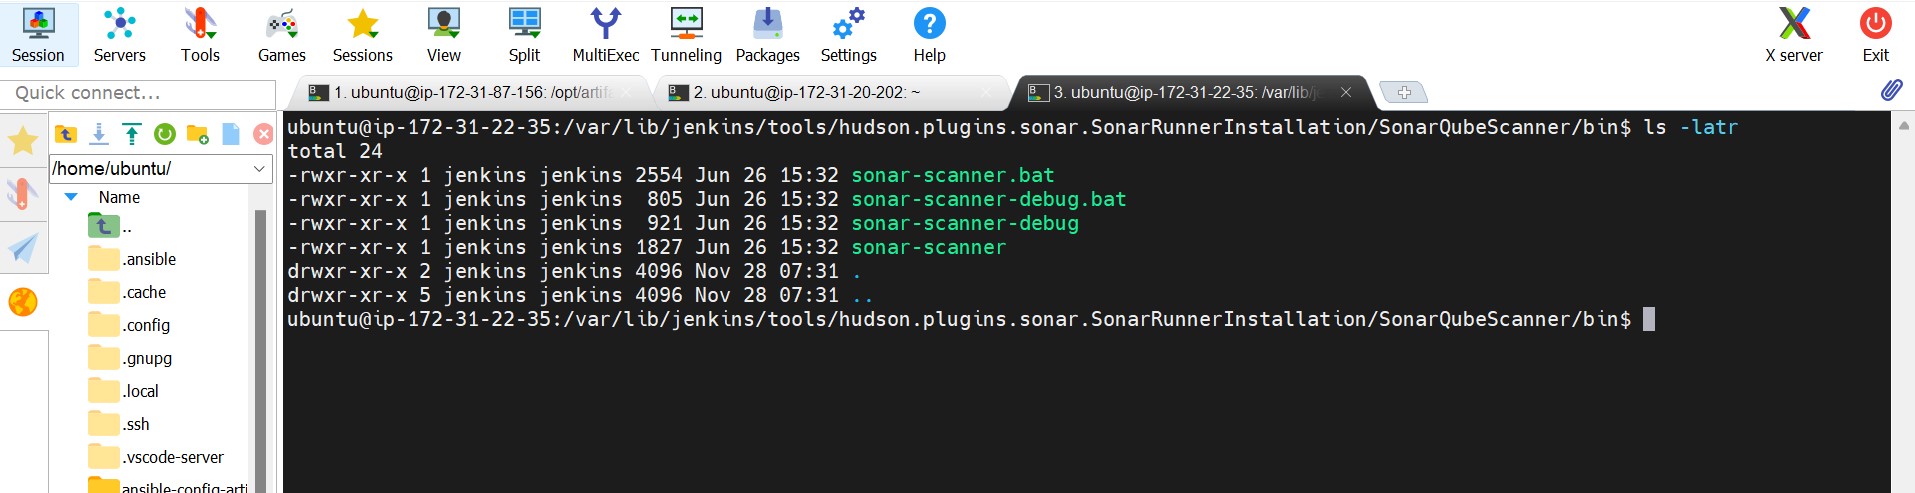 Session Servers Tools Games Sessions View Split MultiExec Tunneling Packages Settings Help X server Exit
Quick connect...
1. ubuntu@ip-172-31-87-156: /opt/artif
2. ubuntu@ip-172-31-20-202: ~
3. ubuntu@ip-172-31-22-35: /var/lib/j
/home/ubuntu/
Name
..
.ansible
.cache
.config
.gnupg
.local
.ssh
.vscode-server
ansible-config-arti
ubuntu@ip-172-31-22-35:/var/lib/jenkins/tools/hudson.plugins.sonar.SonarRunnerInstallation/SonarQubeScanner/bin$ ls -latr
total 24
-rwxr-xr-x 1 jenkins jenkins 2554 Jun 26 15:32 sonar-scanner.bat
-rwxr-xr-x 1 jenkins jenkins  805 Jun 26 15:32 sonar-scanner-debug.bat
-rwxr-xr-x 1 jenkins jenkins  921 Jun 26 15:32 sonar-scanner-debug
-rwxr-xr-x 1 jenkins jenkins 1827 Jun 26 15:32 sonar-scanner
drwxr-xr-x 2 jenkins jenkins 4096 Nov 28 07:31 .
drwxr-xr-x 5 jenkins jenkins 4096 Nov 28 07:31 ..
ubuntu@ip-172-31-22-35:/var/lib/jenkins/tools/hudson.plugins.sonar.SonarRunnerInstallation/SonarQubeScanner/bin$